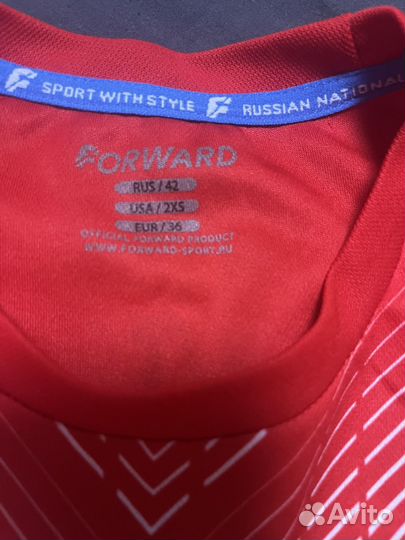 SPORT WITH STYLE RUSSIAN NATIONAL
FORWARD
RUS / 42
USA / 2XS
EUR / 36
OFFICIAL FORWARD PRODUCT
WWW.FORWARD-SPORT.RU
Avito